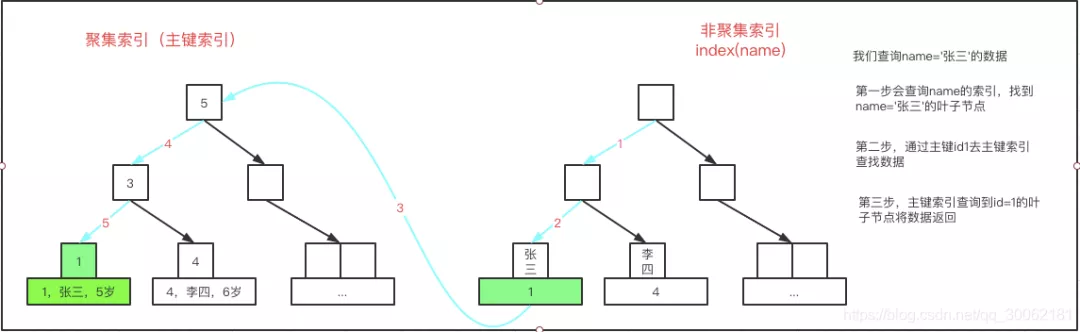 聚集索引（主键索引）
5
4
3
5
1
4
1，张三，5岁
4，李四，6岁
...
3
非聚集索引
index(name)
1
2
张
三
李
四
1
4
...
我们查询name='张三'的数据
第一步会查询name的索引，找到
name='张三'的叶子节点
第二步，通过主键id1去主键索引
查找数据
第三步，主键索引查询到id=1的叶
子节点将数据返回
https://blog.csdn.net/qq_30062181